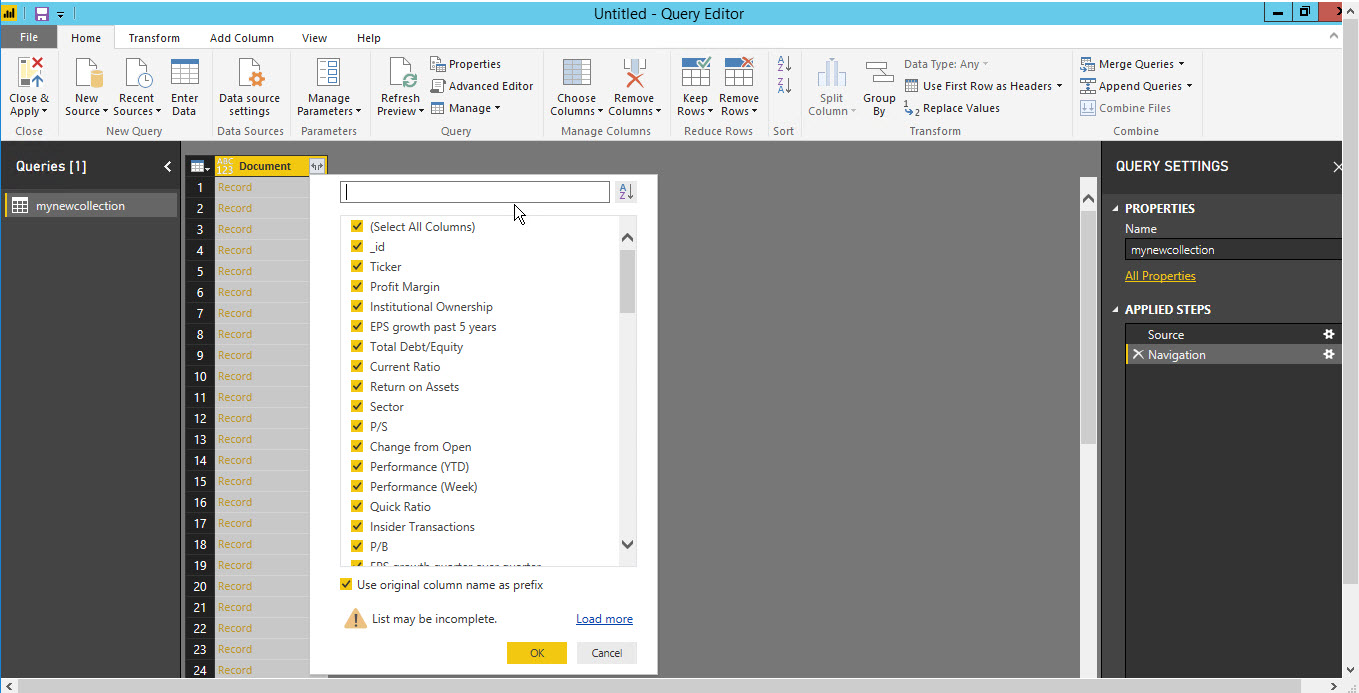 Untitled - Query Editor
File Home Transform Add Column View Help
Close & Apply
New Source
Recent Sources
Enter Data
Data source settings
Manage Parameters
Refresh Preview
Properties
Advanced Editor
Manage
Choose Columns
Remove Columns
Keep Rows
Remove Rows
A Z
Z A
Split Column
Group By
Data Type: Any
Use First Row as Headers
1 2 Replace Values
Merge Queries
Append Queries
Combine Files
Close New Query Data Sources Parameters Query Manage Columns Reduce Rows Sort Transform Combine
Queries [1]
mynewcollection
ABC 123 Document
1 Record
2 Record
3 Record
4 Record
5 Record
6 Record
7 Record
8 Record
9 Record
10 Record
11 Record
12 Record
13 Record
14 Record
15 Record
16 Record
17 Record
18 Record
19 Record
20 Record
21 Record
22 Record
23 Record
24 Record
A Z
(Select All Columns)
_id
Ticker
Profit Margin
Institutional Ownership
EPS growth past 5 years
Total Debt/Equity
Current Ratio
Return on Assets
Sector
P/S
Change from Open
Performance (YTD)
Performance (Week)
Quick Ratio
Insider Transactions
P/B
EPS growth quarter over quarter
Use original column name as prefix
List may be incomplete. Load more
OK Cancel
QUERY SETTINGS
PROPERTIES
Name
mynewcollection
All Properties
APPLIED STEPS
Source
Navigation